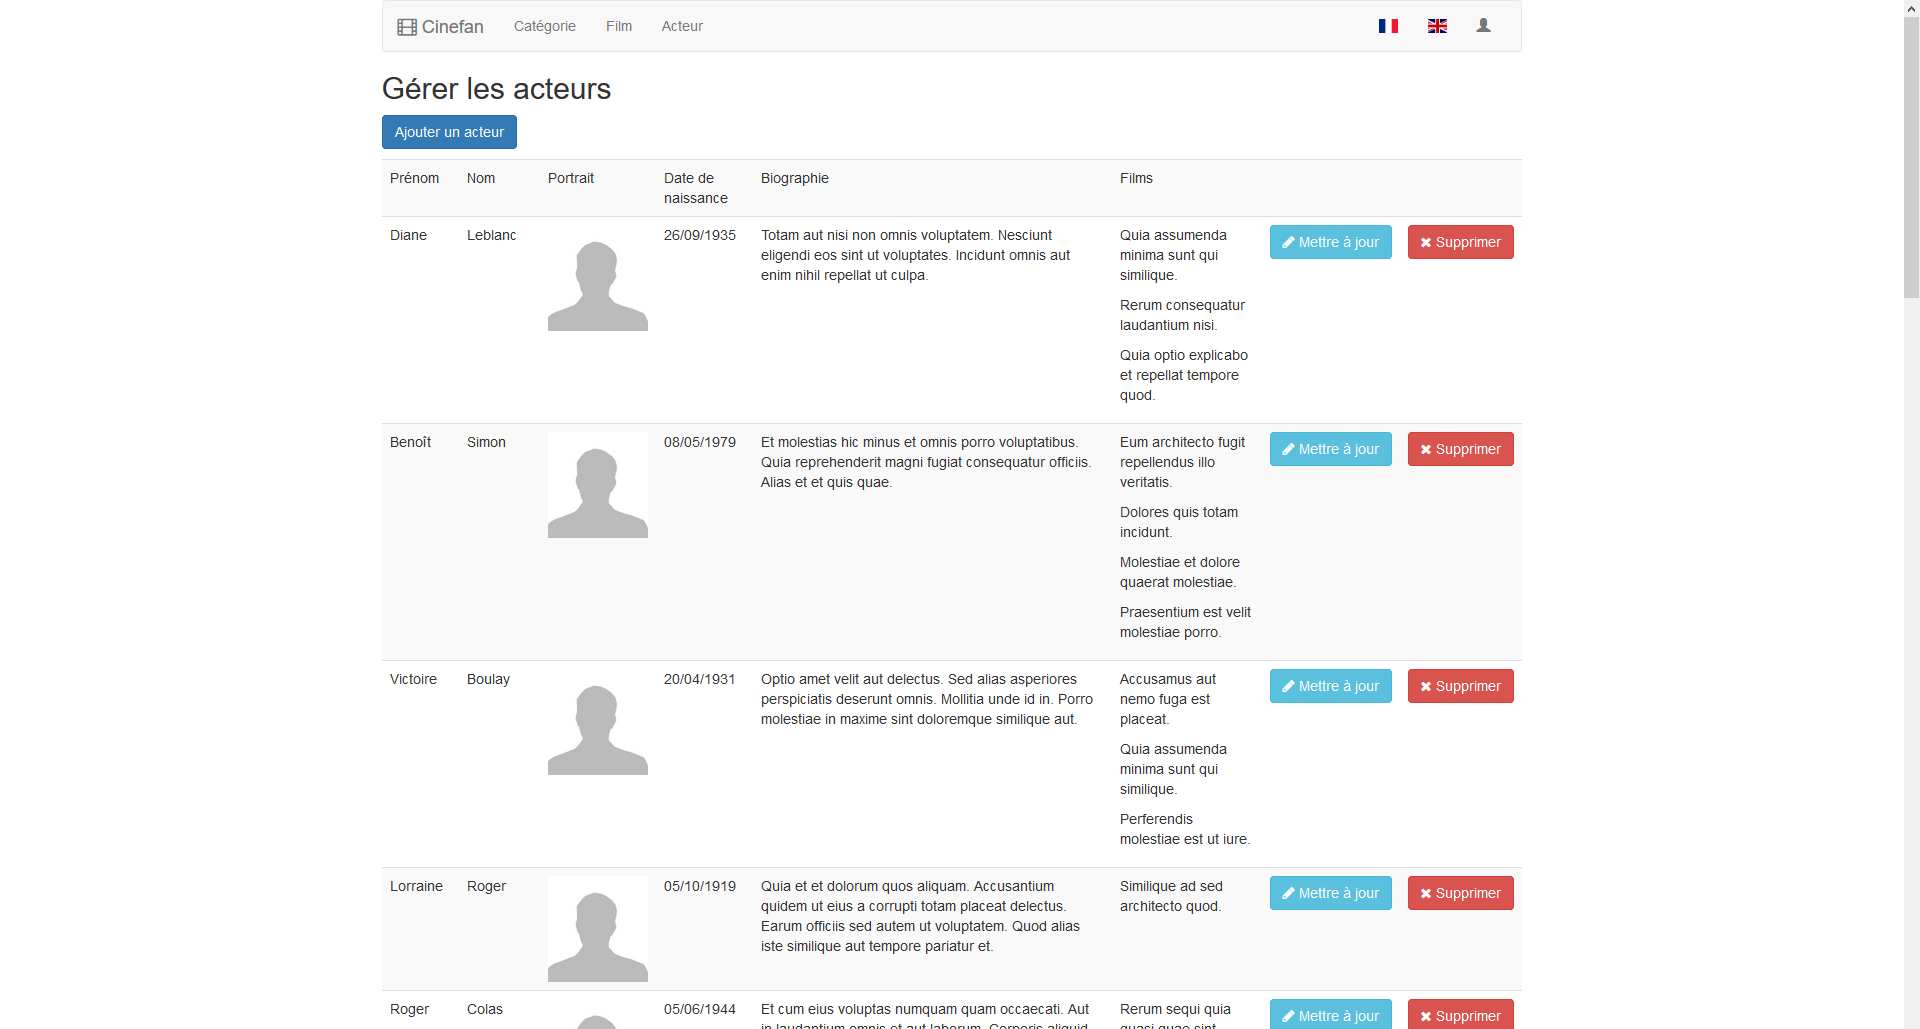 Cinefan Catégorie Film Acteur
Gérer les acteurs
Ajouter un acteur
Prénom Nom Portrait Date de naissance Biographie Films
Diane Leblanc 26/09/1935
Totam aut nisi non omnis voluptatem. Nesciunt
eligendi eos sint ut voluptates. Incidunt omnis aut
enim nihil repellat ut culpa.
Quia assumenda
minima sunt qui
similique.
Rerum consequatur
laudantium nisi.
Quia optio explicabo
et repellat tempore
quod.
Mettre à jour Supprimer
Benoît Simon 08/05/1979
Et molestias hic minus et omnis porro voluptatibus.
Quia reprehenderit magni fugiat consequatur officiis.
Alias et et quis quae.
Eum architecto fugit
repellendus illo
veritatis.
Dolores quis totam
incidunt.
Molestiae et dolore
quaerat molestiae.
Praesentium est velit
molestiae porro.
Mettre à jour Supprimer
Victoire Boulay 20/04/1931
Optio amet velit aut delectus. Sed alias asperiores
perspiciatis deserunt omnis. Mollitia unde id in. Porro
molestiae in maxime sint doloremque similique aut.
Accusamus aut
nemo fuga est
placeat.
Quia assumenda
minima sunt qui
similique.
Perferendis
molestiae est ut iure.
Mettre à jour Supprimer
Lorraine Roger 05/10/1919
Quia et et dolorum quos aliquam. Accusantium
quidem ut eius a corrupti totam placeat delectus.
Earum officiis sed autem ut voluptatem. Quod alias
iste similique aut tempore pariatur et.
Similique ad sed
architecto quod.
Mettre à jour Supprimer
Roger Colas 05/06/1944
Et cum eius voluptas numquam quam occaecati. Aut
in laudantium omnis et aut laborum. Corporis aliquid
Rerum sequi quia
quasi quae sint
Mettre à jour Supprimer